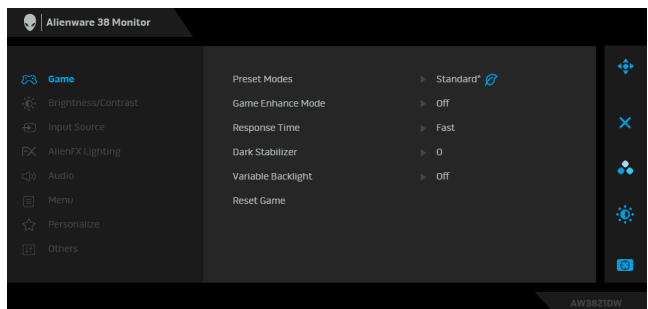 Alienware 38 Monitor
Game
Brightness/Contrast
Input Source
AlienFX Lighting
Audio
Menu
Personalize
Others
Preset Modes Standard*
Game Enhance Mode Off
Response Time Fast
Dark Stabilizer 0
Variable Backlight Off
Reset Game
AW3821DW